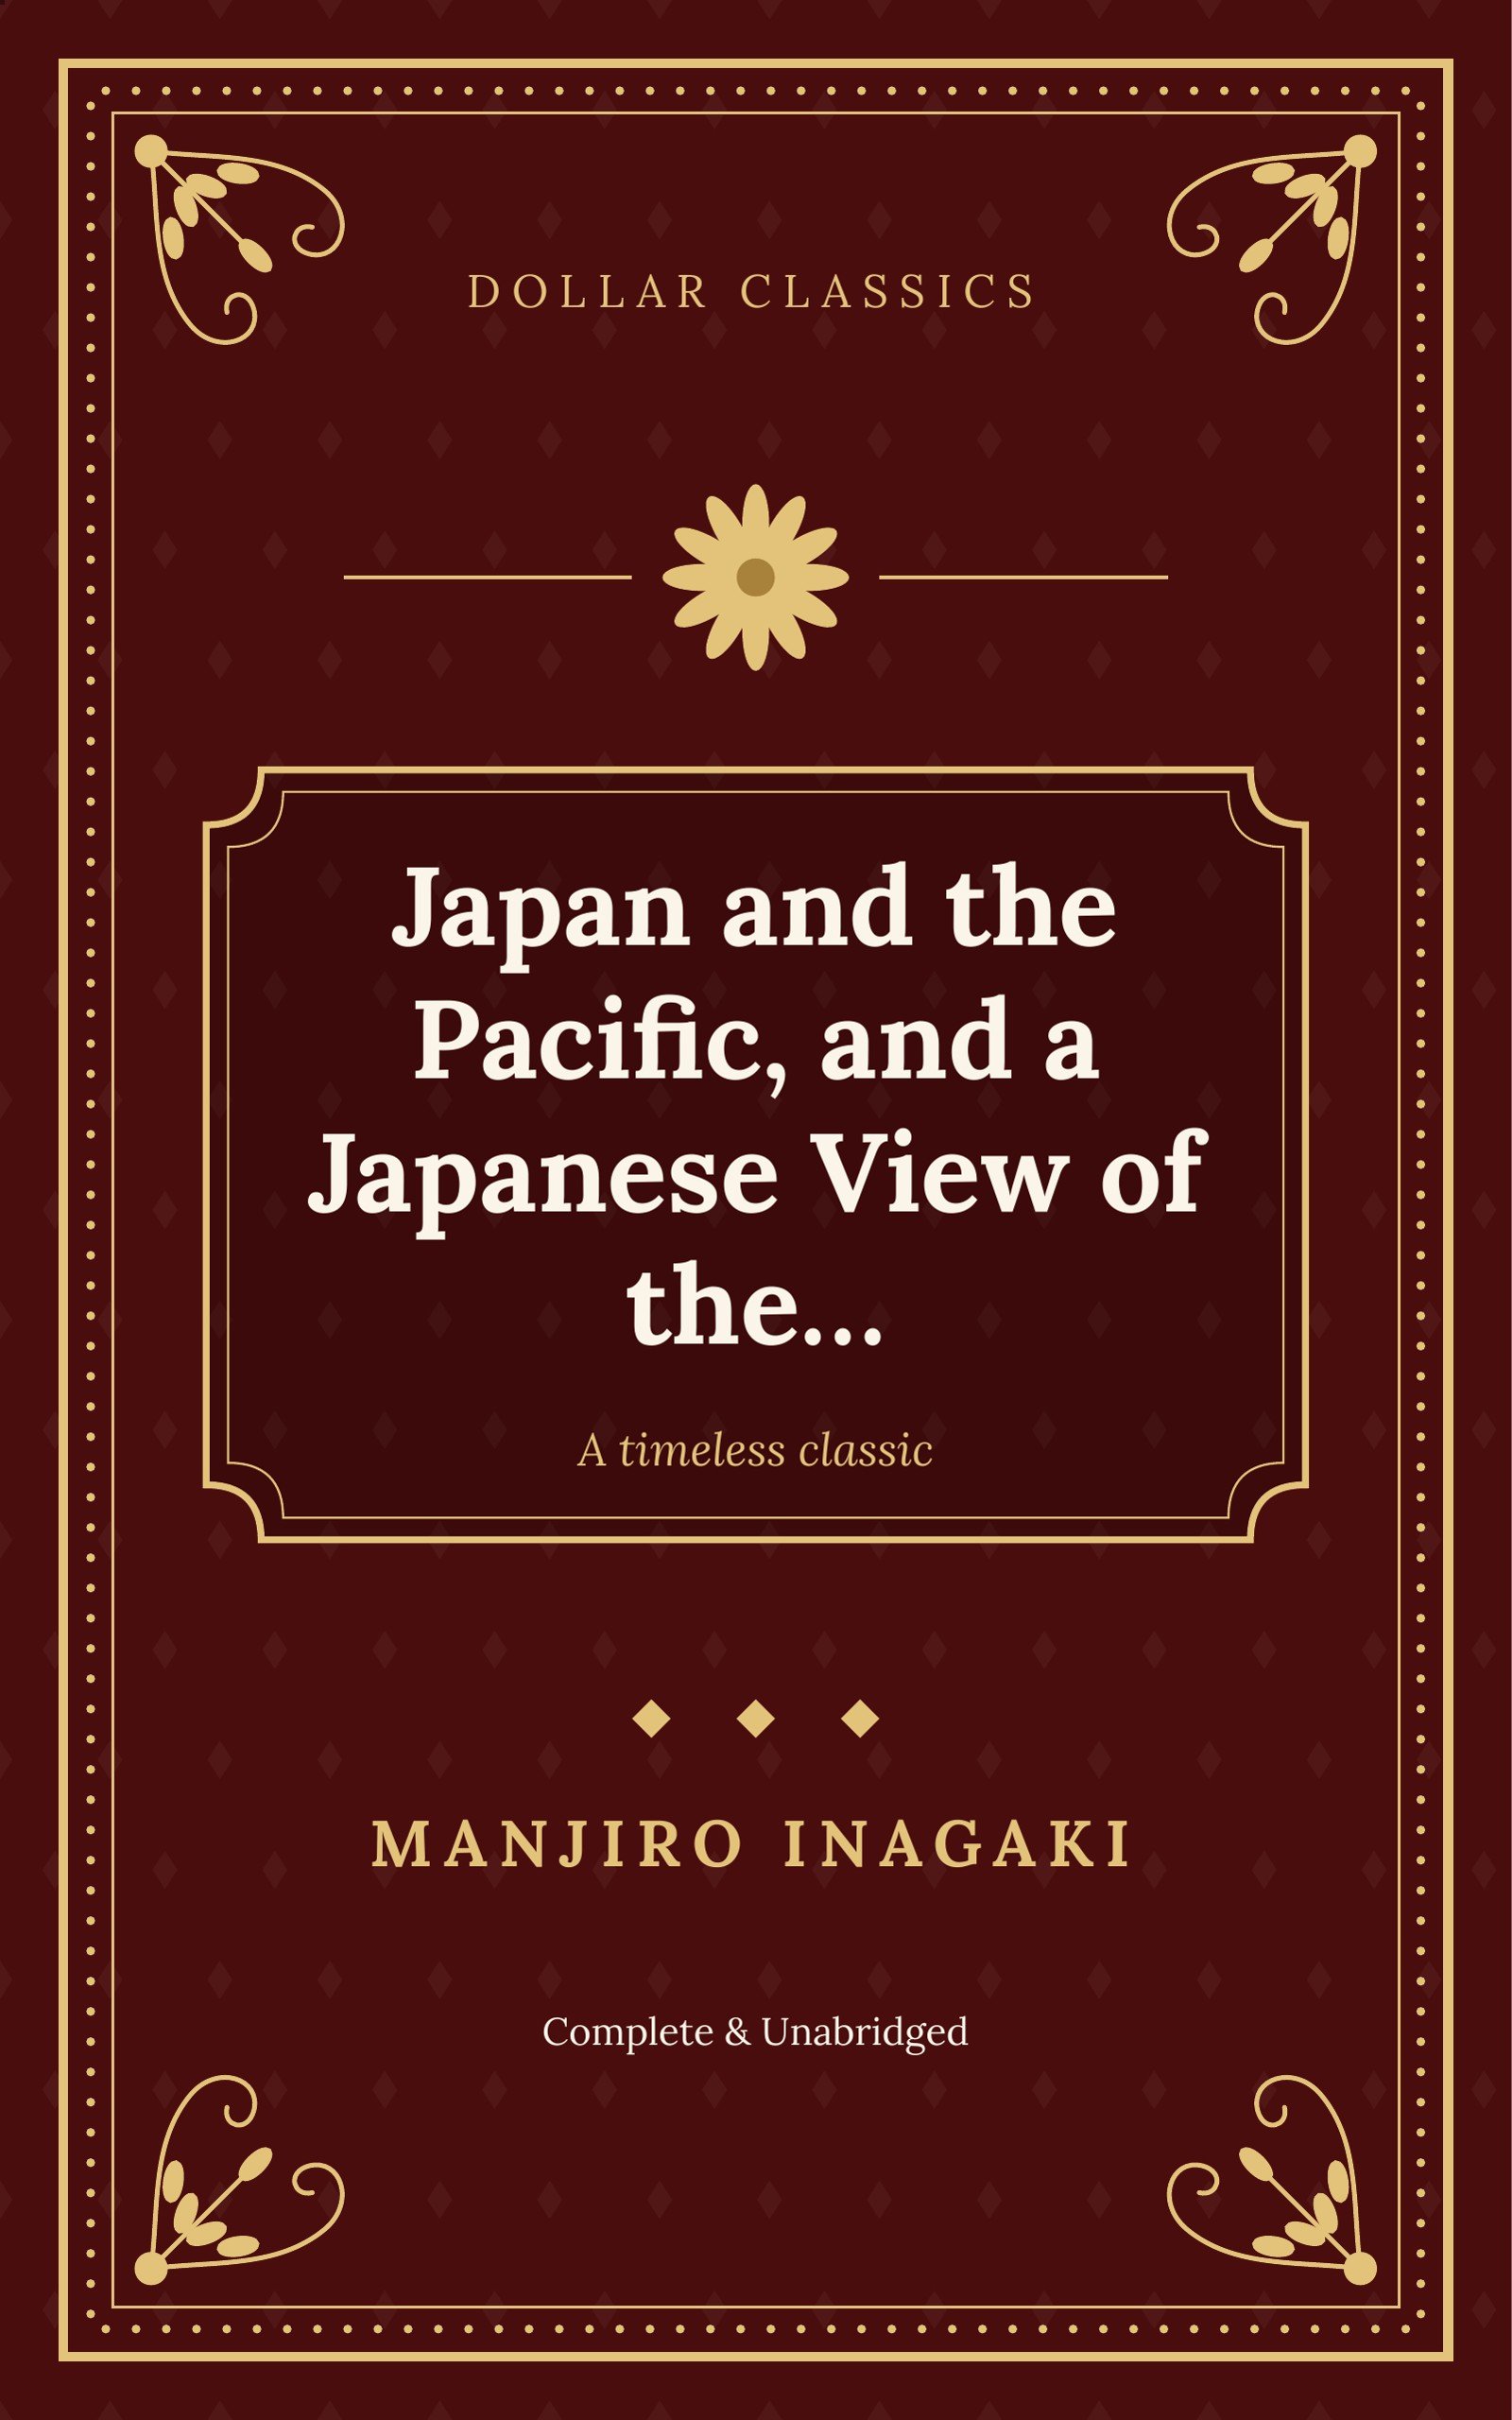 DOLLAR CLASSICS
Japan and the
Pacific, and a
Japanese View of
the...
A timeless classic
MANJIRO INAGAKI
Complete & Unabridged